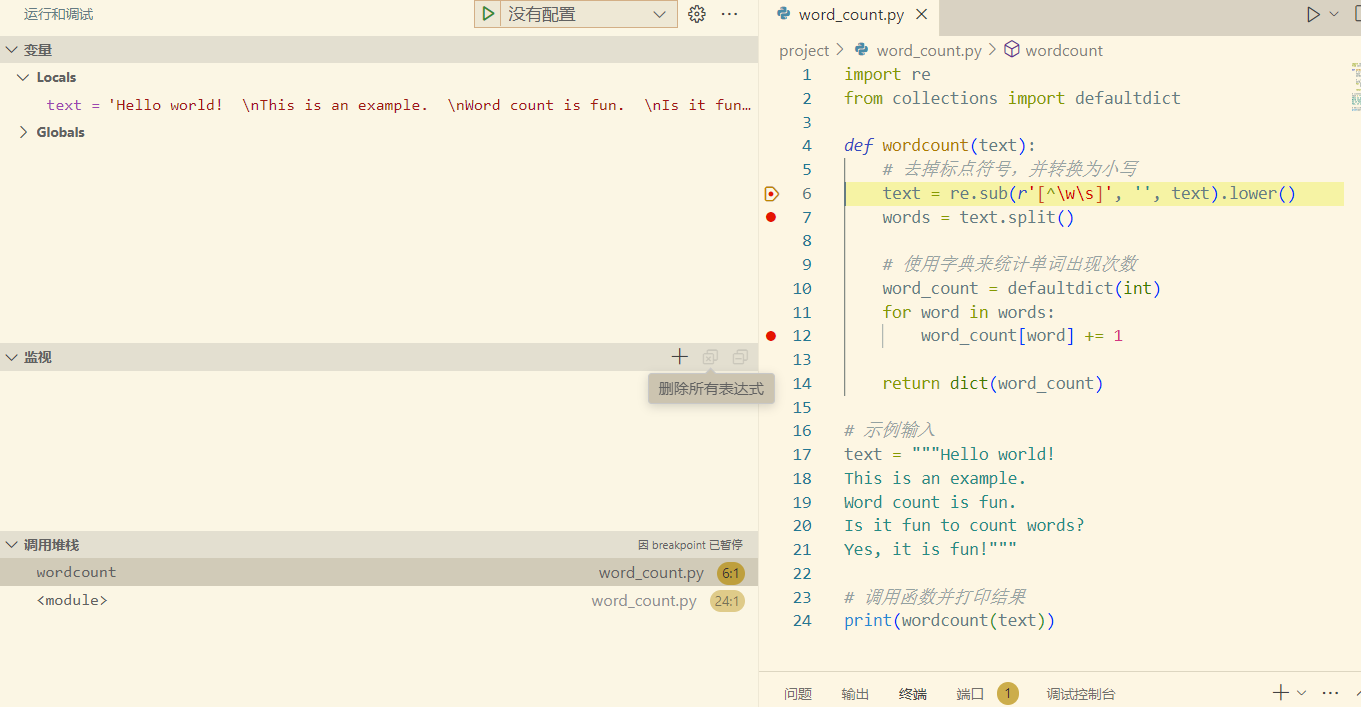 运行和调试
没有配置
变量
Locals
text = 'Hello world!  \nThis is an example.  \nWord count is fun.  \nIs it fun…
Globals
监视
删除所有表达式
调用堆栈
因 breakpoint 已暂停
wordcount word_count.py 6:1
<module> word_count.py 24:1
word_count.py
project > word_count.py > wordcount
1 import re
2 from collections import defaultdict
3
4 def wordcount(text):
5     # 去掉标点符号，并转换为小写
6     text = re.sub(r'[^\w\s]', '', text).lower()
7     words = text.split()
8
9     # 使用字典来统计单词出现次数
10     word_count = defaultdict(int)
11     for word in words:
12         word_count[word] += 1
13
14     return dict(word_count)
15
16 # 示例输入
17 text = """Hello world!
18 This is an example.
19 Word count is fun.
20 Is it fun to count words?
21 Yes, it is fun!"""
22
23 # 调用函数并打印结果
24 print(wordcount(text))
问题 输出 终端 端口 1 调试控制台